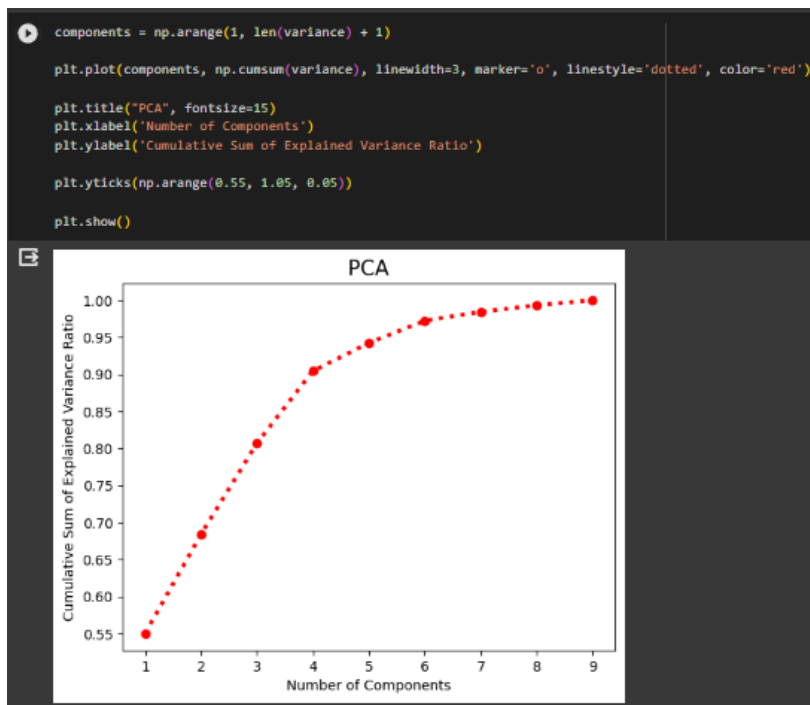 components = np.arange(1, len(variance) + 1)
plt.plot(components, np.cumsum(variance), linewidth=3, marker='o', linestyle='dotted', color='red')
plt.title("PCA", fontsize=15)
plt.xlabel('Number of Components')
plt.ylabel('Cumulative Sum of Explained Variance Ratio')
plt.yticks(np.arange(0.55, 1.05, 0.05))
plt.show()
PCA
Cumulative Sum of Explained Variance Ratio
1.00
0.95
0.90
0.85
0.80
0.75
0.70
0.65
0.60
0.55
1 2 3 4 5 6 7 8 9
Number of Components